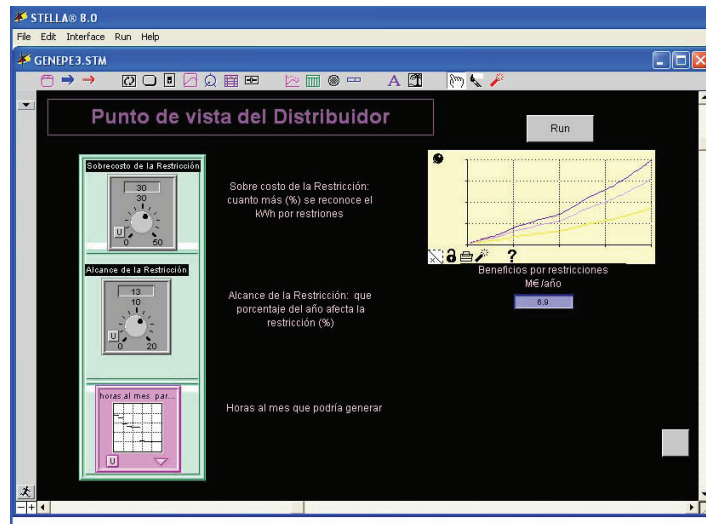 STELLA® 8.0
File Edit Interface Run Help
GENEPE3.STM
A
Punto de vista del Distribuidor
Run
Sobrecosto de la Restricción
30
30
U
0 50
Sobre costo de la Restricción:
cuanto más (%) se reconoce el
kWh por restriones
?
Beneficios por restricciones
M€/año
6.9
Alcance de la Restricción
13
10
U
0 20
Alcance de la Restricción: que
porcentaje del año afecta la
restricción (%)
horas al mes par...
U
Horas al mes que podría generar